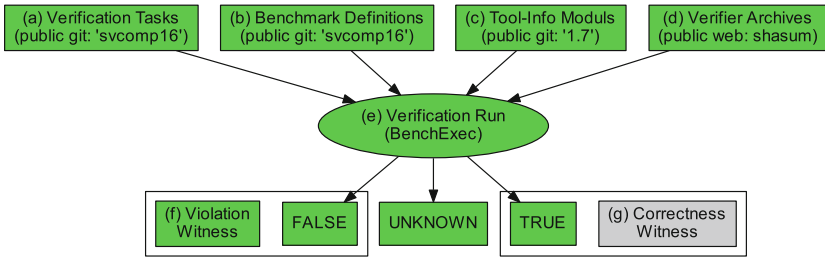 (a) Verification Tasks
(public git: 'svcomp16')
(b) Benchmark Definitions
(public git: 'svcomp16')
(c) Tool-Info Moduls
(public git: '1.7')
(d) Verifier Archives
(public web: shasum)
(e) Verification Run
(BenchExec)
(f) Violation
Witness
FALSE
UNKNOWN
TRUE
(g) Correctness
Witness